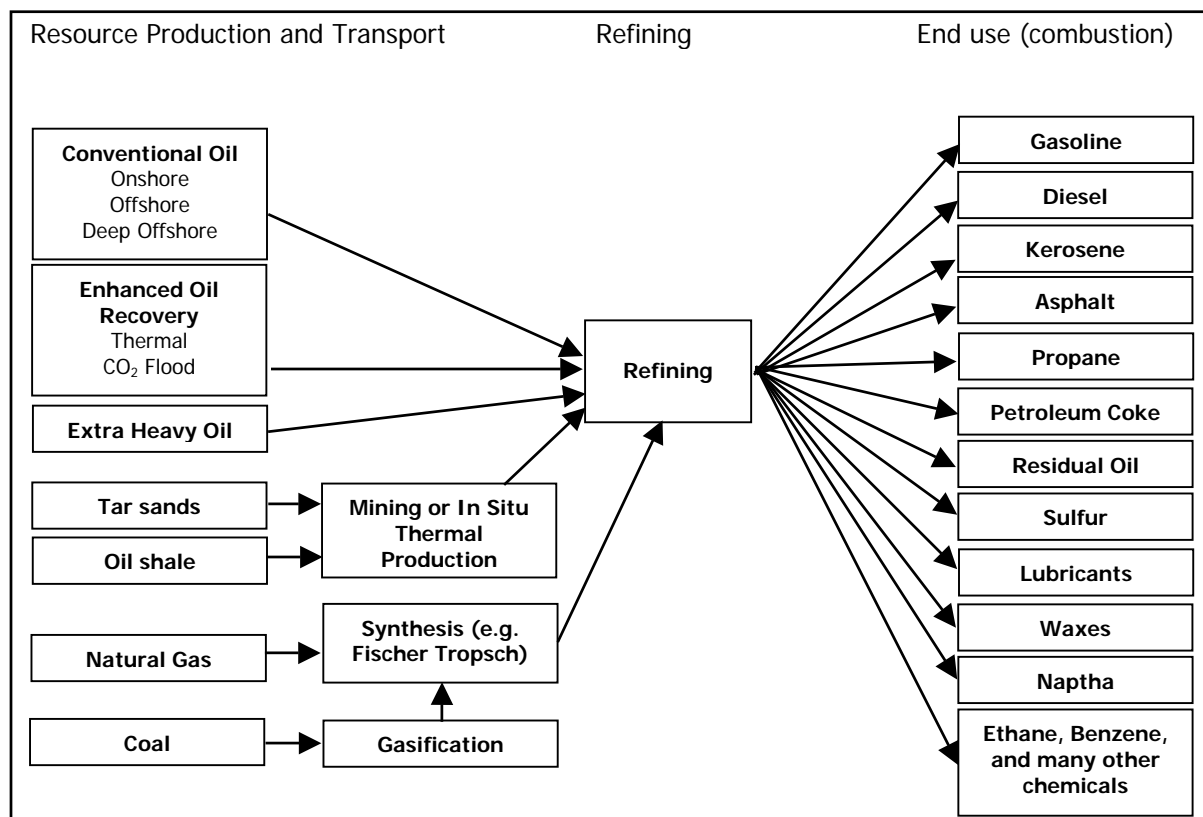 Resource Production and Transport
Refining
End use (combustion)
Conventional Oil
Onshore
Offshore
Deep Offshore
Enhanced Oil
Recovery
Thermal
CO₂ Flood
Extra Heavy Oil
Tar sands
Oil shale
Mining or In Situ
Thermal
Production
Natural Gas
Synthesis (e.g.
Fischer Tropsch)
Coal
Gasification
Refining
Gasoline
Diesel
Kerosene
Asphalt
Propane
Petroleum Coke
Residual Oil
Sulfur
Lubricants
Waxes
Naptha
Ethane, Benzene,
and many other
chemicals